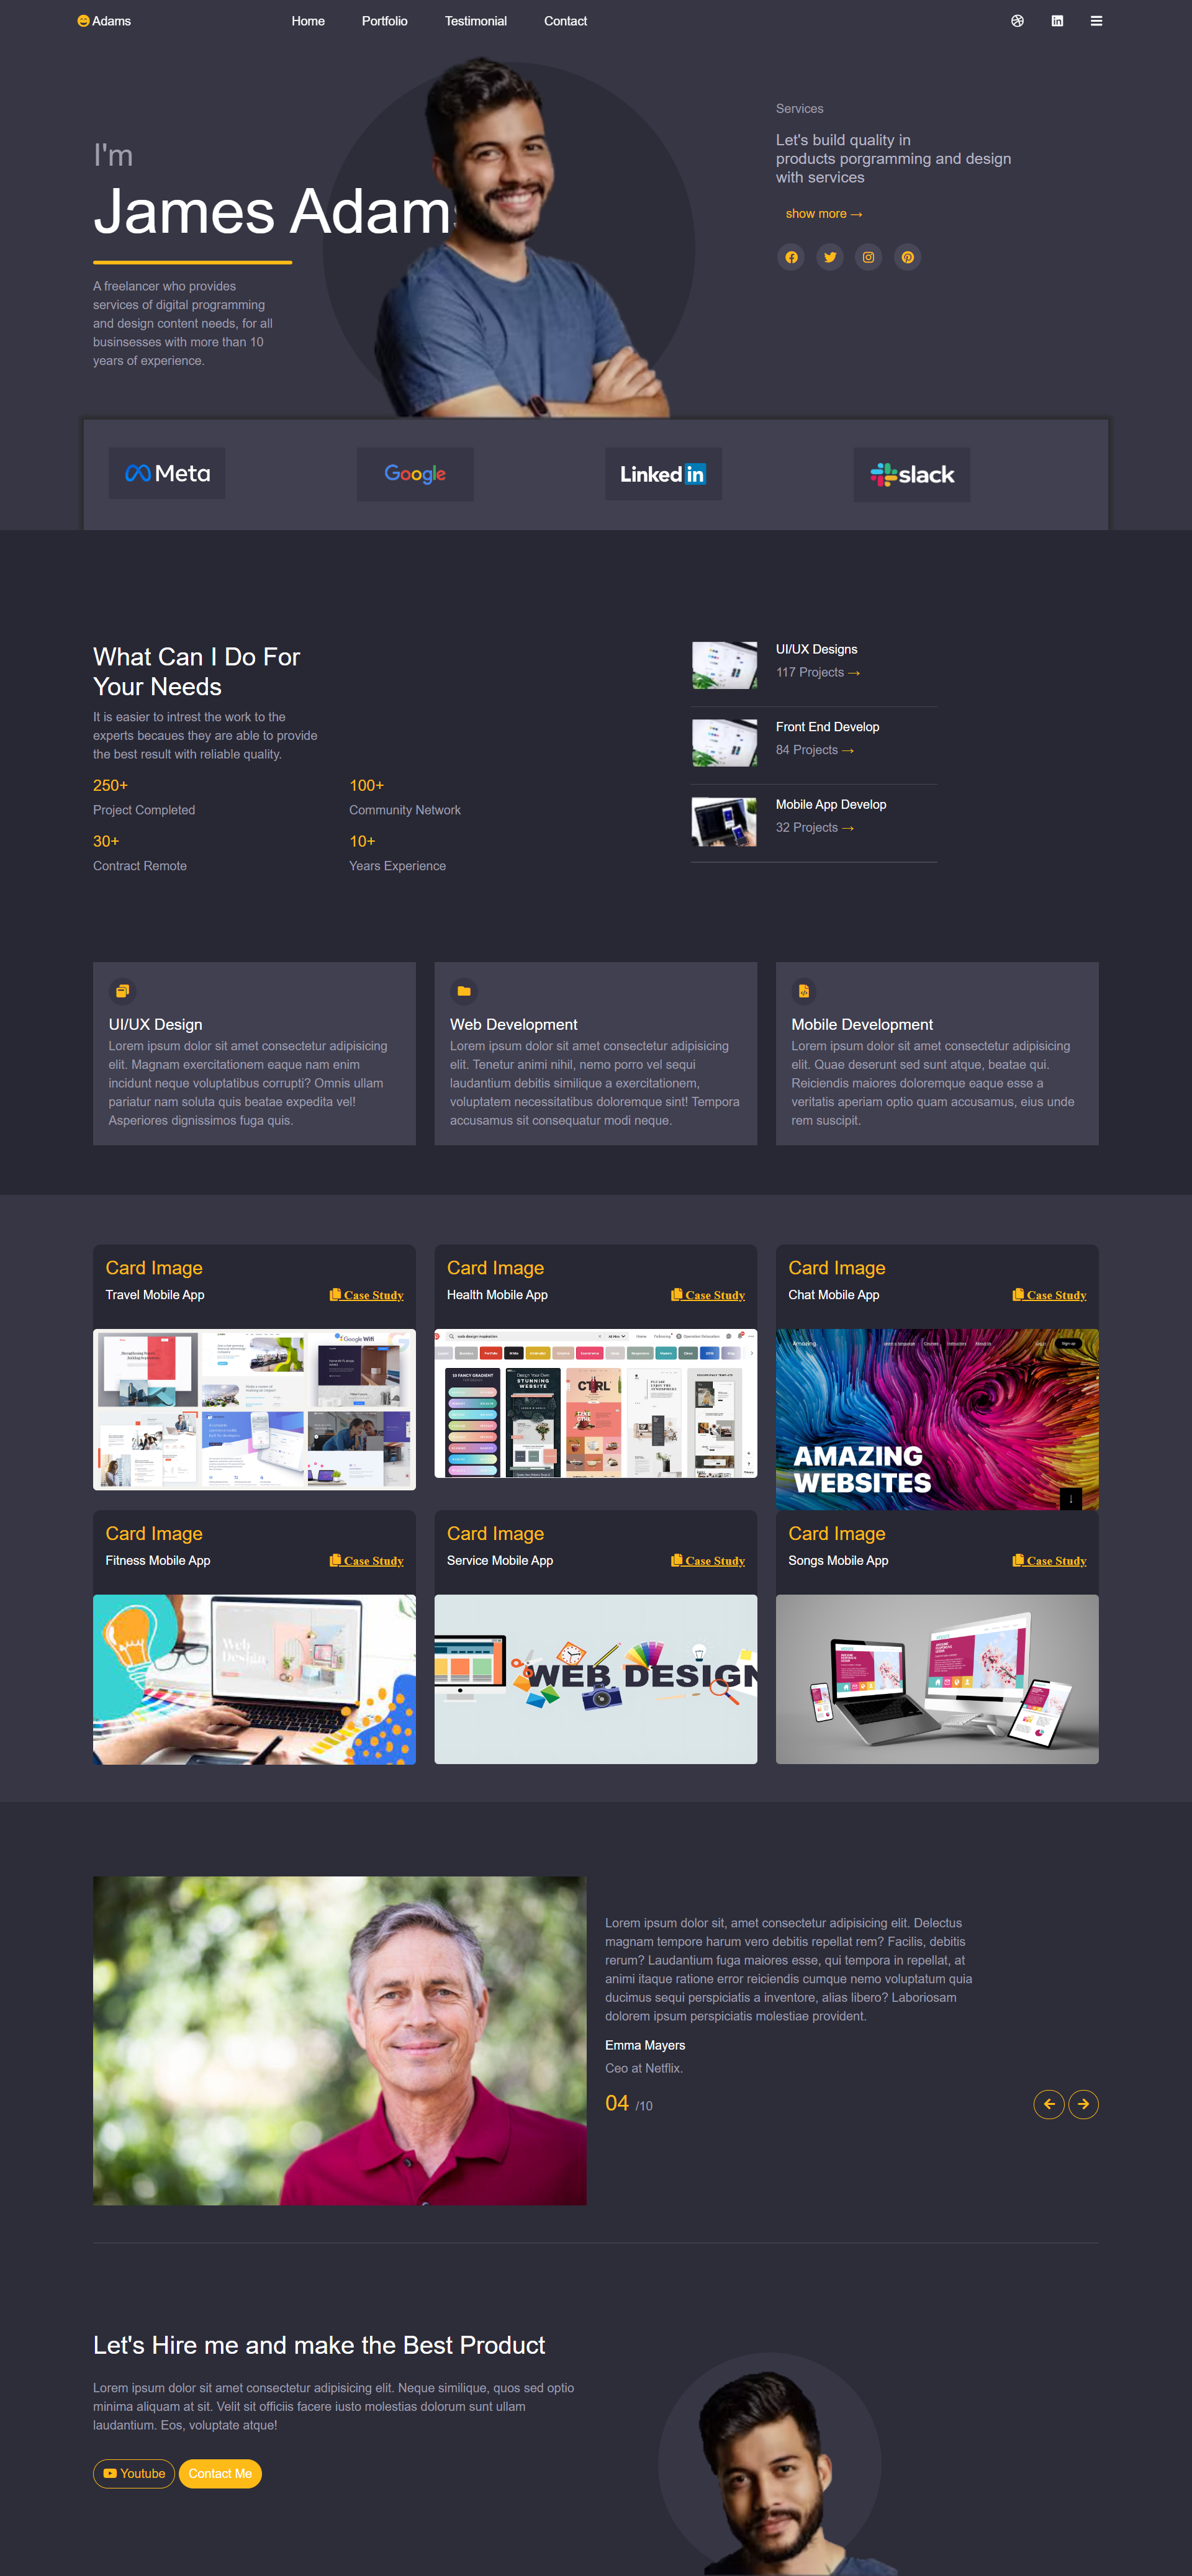 Adams
Home
Portfolio
Testimonial
Contact
I'm
James Adam
A freelancer who provides
services of digital programming
and design content needs, for all
businsesses with more than 10
years of experience.
Services
Let's build quality in
products porgramming and design
with services
show more →
Meta
Google
Linked in
slack
What Can I Do For
Your Needs
It is easier to intrest the work to the
experts becaues they are able to provide
the best result with reliable quality.
250+
Project Completed
100+
Community Network
30+
Contract Remote
10+
Years Experience
UI/UX Designs
117 Projects →
Front End Develop
84 Projects →
Mobile App Develop
32 Projects →
UI/UX Design
Lorem ipsum dolor sit amet consectetur adipisicing
elit. Magnam exercitationem eaque nam enim
incidunt neque voluptatibus corrupti? Omnis ullam
pariatur nam soluta quis beatae expedita vel!
Asperiores dignissimos fuga quis.
Web Development
Lorem ipsum dolor sit amet consectetur adipisicing
elit. Tenetur animi nihil, nemo porro vel sequi
laudantium debitis similique a exercitationem,
voluptatem necessitatibus doloremque sint! Tempora
accusamus sit consequatur modi neque.
Mobile Development
Lorem ipsum dolor sit amet consectetur adipisicing
elit. Quae deserunt sed sunt atque, beatae qui.
Reiciendis maiores doloremque eaque esse a
veritatis aperiam optio quam accusamus, eius unde
rem suscipit.
Card Image
Travel Mobile App
Case Study
Google Wifi
Card Image
Health Mobile App
Case Study
web design inspiration
10 FANCY GRADIENT
Design Your Own
STUNNING
WEBSITE
CTRL
Card Image
Chat Mobile App
Case Study
Amazing.
AMAZING
WEBSITES
Card Image
Fitness Mobile App
Case Study
Web
Design
Card Image
Service Mobile App
Case Study
WEB DESIGN
Card Image
Songs Mobile App
Case Study
Lorem ipsum dolor sit, amet consectetur adipisicing elit. Delectus
magnam tempore harum vero debitis repellat rem? Facilis, debitis
rerum? Laudantium fuga maiores esse, qui tempora in repellat, at
animi itaque ratione error reiciendis cumque nemo voluptatum quia
ducimus sequi perspiciatis a inventore, alias libero? Laboriosam
dolorem ipsum perspiciatis molestiae provident.
Emma Mayers
Ceo at Netflix.
04 /10
Let's Hire me and make the Best Product
Lorem ipsum dolor sit amet consectetur adipisicing elit. Neque similique, quos sed optio
minima aliquam at sit. Velit sit officiis facere iusto molestias dolorum sunt ullam
laudantium. Eos, voluptate atque!
Youtube
Contact Me